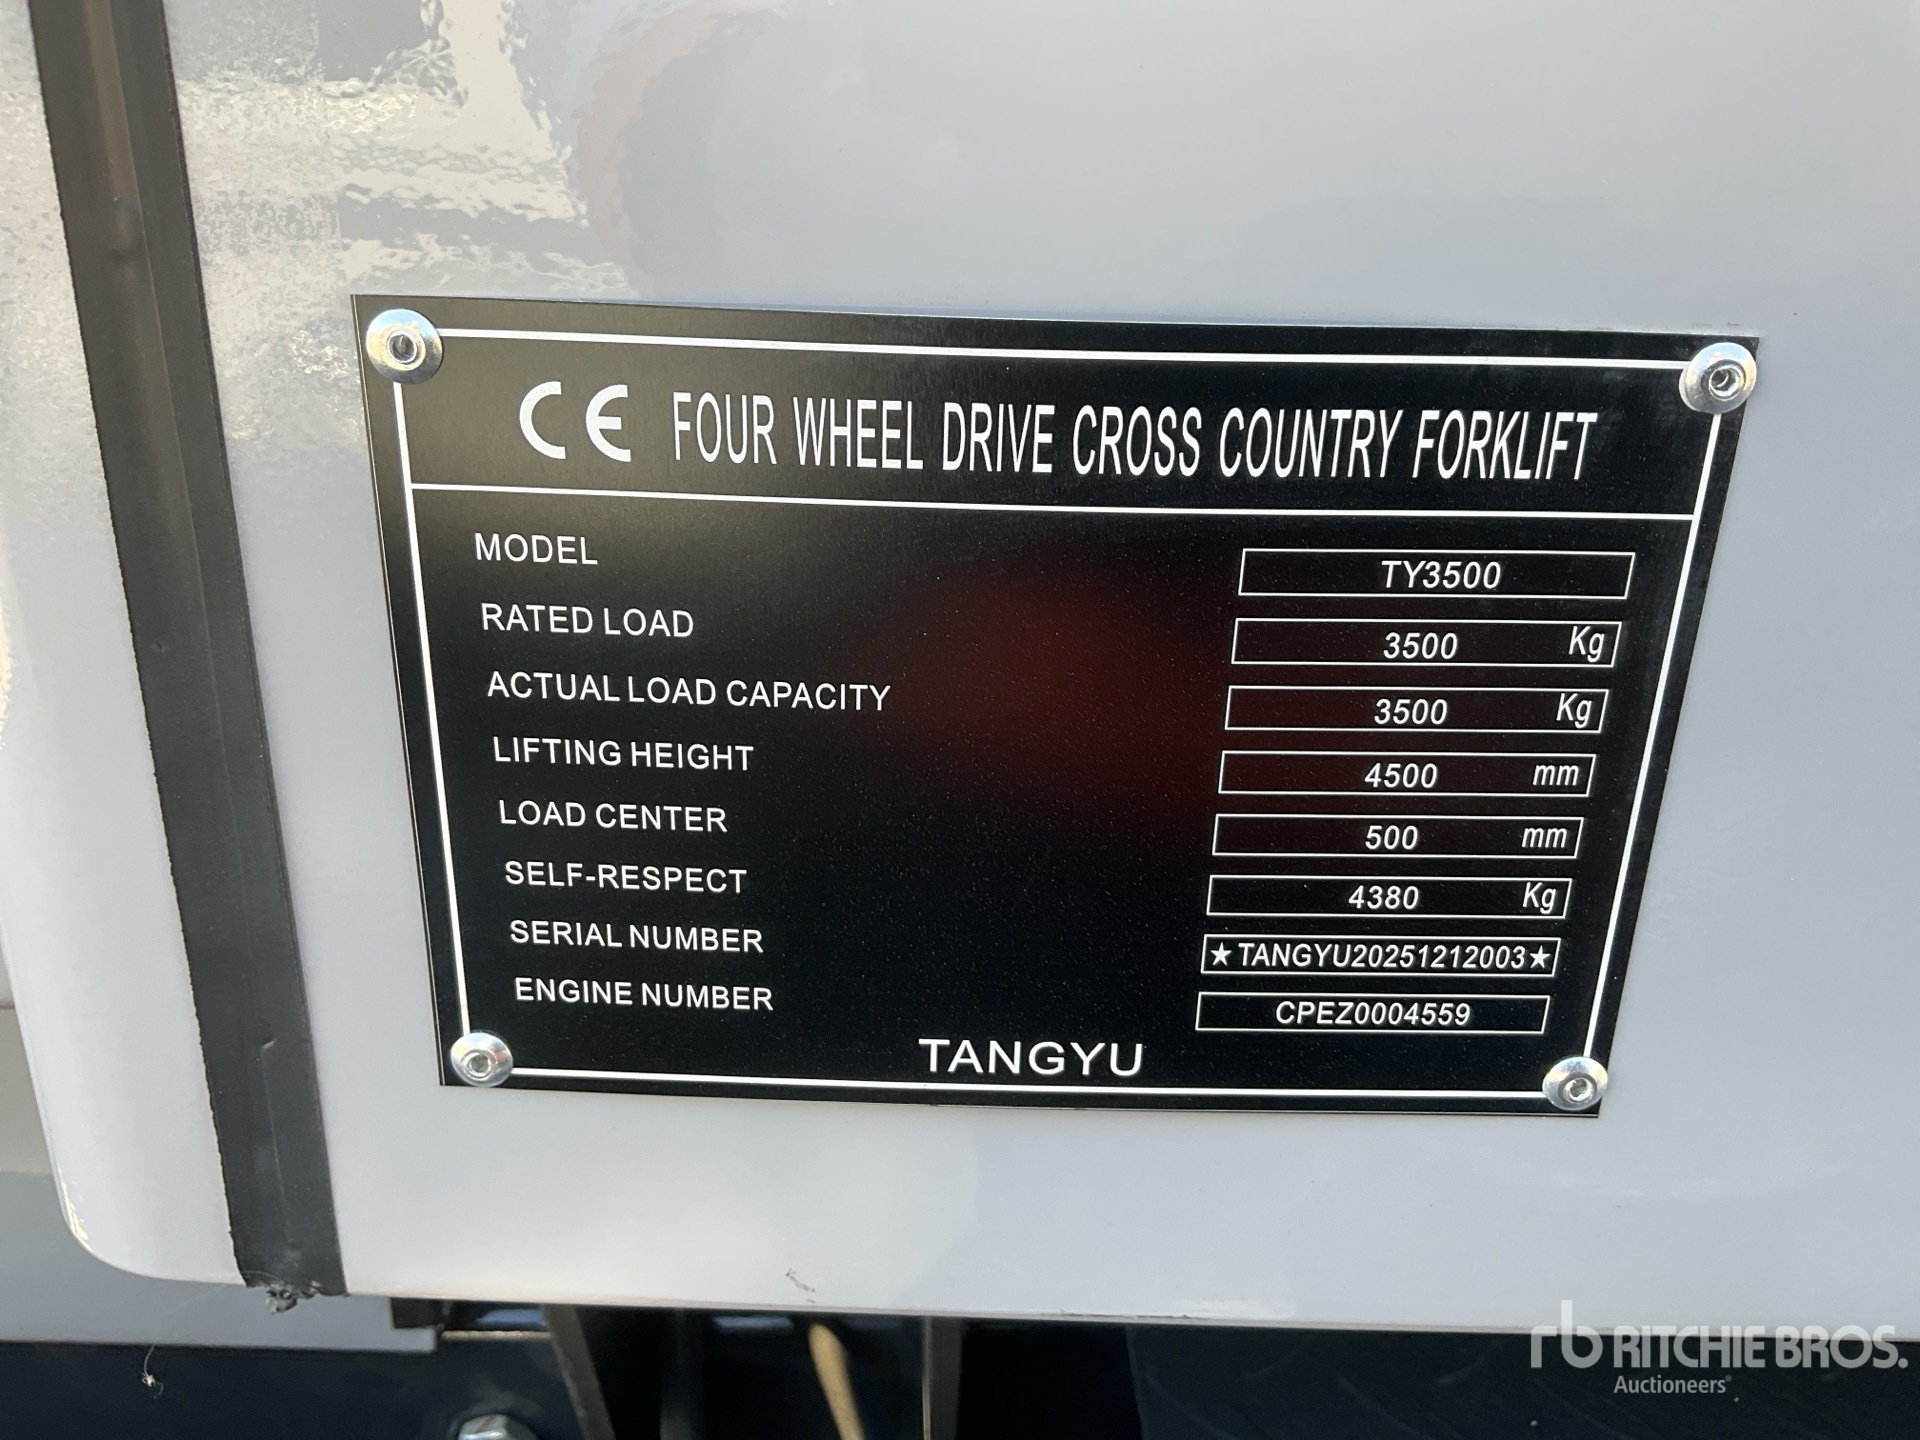 CE FOUR WHEEL DRIVE CROSS COUNTRY FORKLIFT
MODEL TY3500
RATED LOAD 3500 Kg
ACTUAL LOAD CAPACITY 3500 Kg
LIFTING HEIGHT 4500 mm
LOAD CENTER 500 mm
SELF-RESPECT 4380 Kg
SERIAL NUMBER ★TANGYU20251212003★
ENGINE NUMBER CPEZ0004559
TANGYU
rb RITCHIE BROS.
Auctioneers®